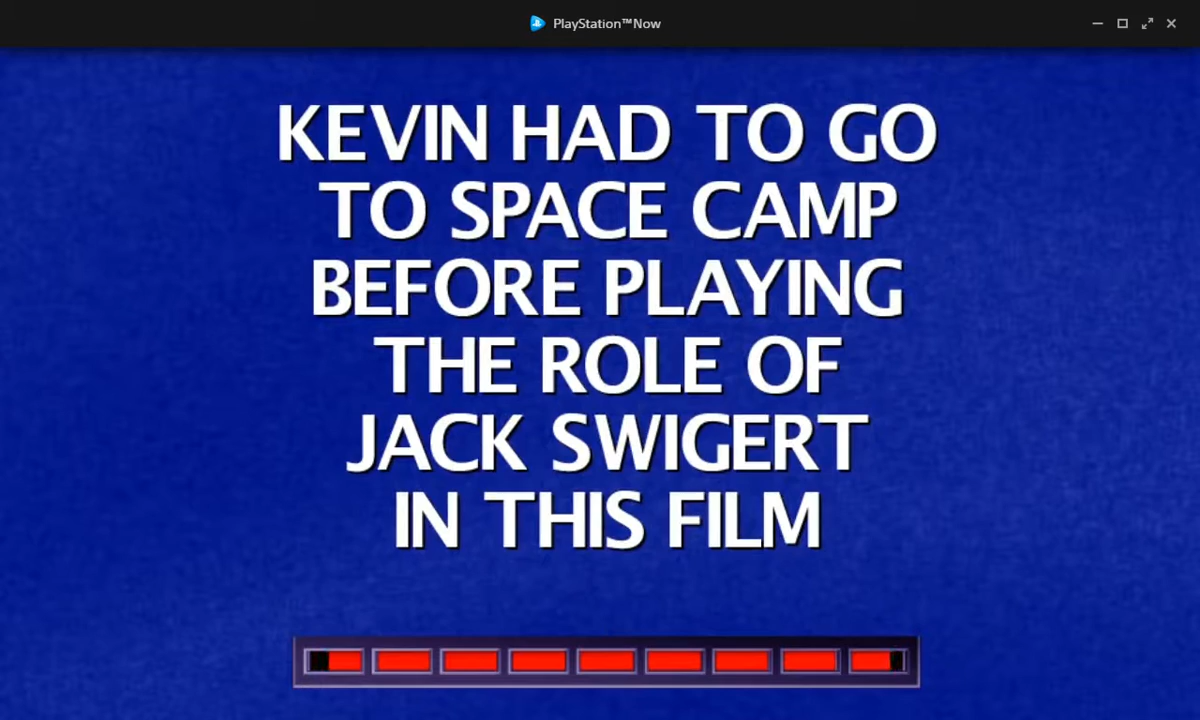 PlayStation™Now
KEVIN HAD TO GO
TO SPACE CAMP
BEFORE PLAYING
THE ROLE OF
JACK SWIGERT
IN THIS FILM